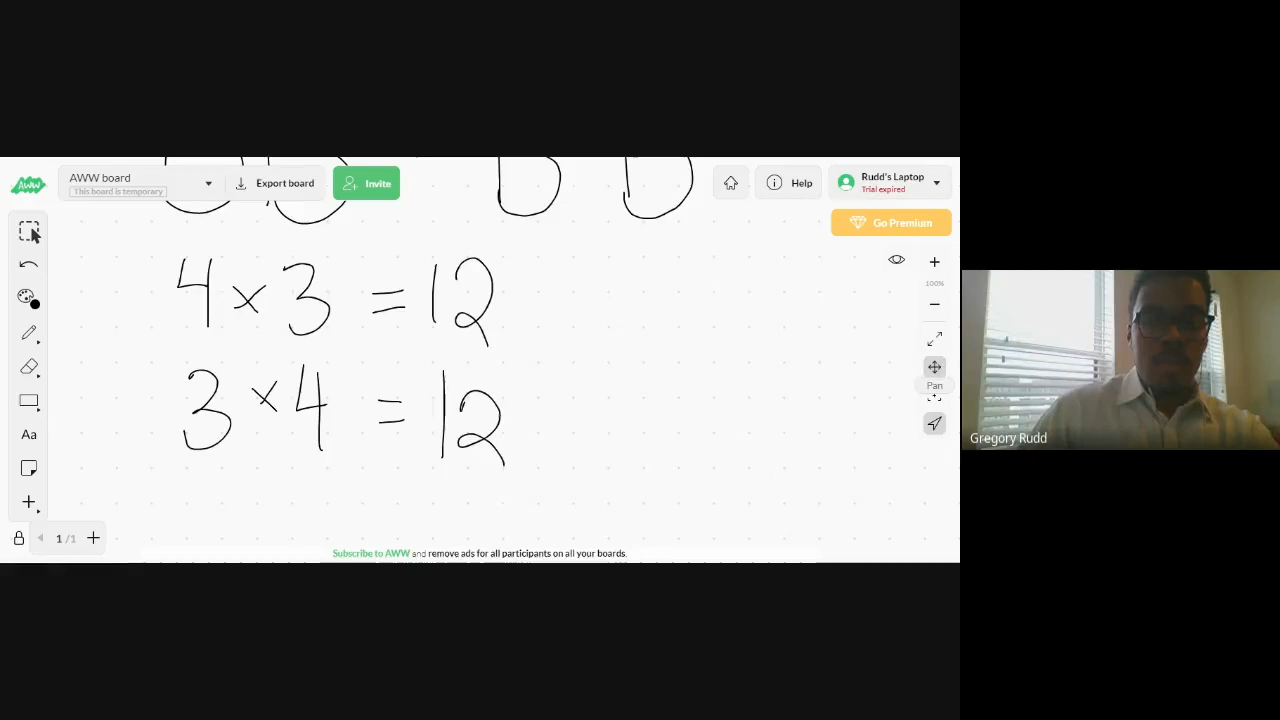 AWW
AWW board
This board is temporary
Export board
Invite
Help
Rudd's Laptop
Trial expired
Go Premium
4 × 3 = 12
100%
3 × 4 = 12
Pan
Aa
1 /1
Subscribe to AWW and remove ads for all participants on all your boards.
Gregory Rudd